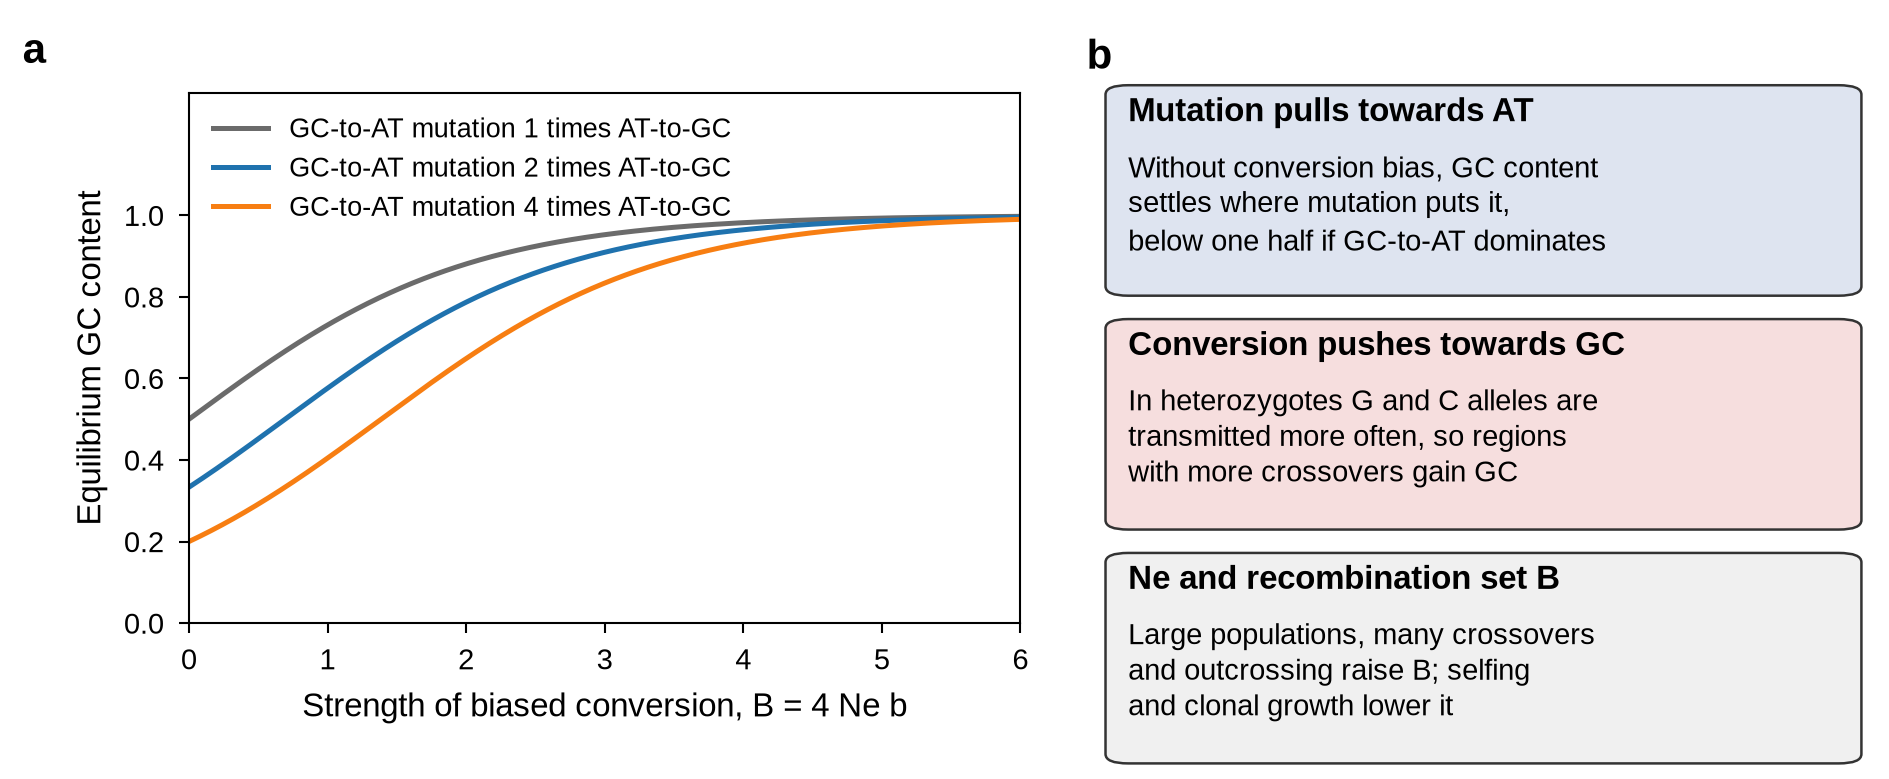 a
GC-to-AT mutation 1 times AT-to-GC
GC-to-AT mutation 2 times AT-to-GC
GC-to-AT mutation 4 times AT-to-GC
Equilibrium GC content
1.0
0.8
0.6
0.4
0.2
0.0
0 1 2 3 4 5 6
Strength of biased conversion, B = 4 Ne b
b
Mutation pulls towards AT
Without conversion bias, GC content
settles where mutation puts it,
below one half if GC-to-AT dominates
Conversion pushes towards GC
In heterozygotes G and C alleles are
transmitted more often, so regions
with more crossovers gain GC
Ne and recombination set B
Large populations, many crossovers
and outcrossing raise B; selfing
and clonal growth lower it